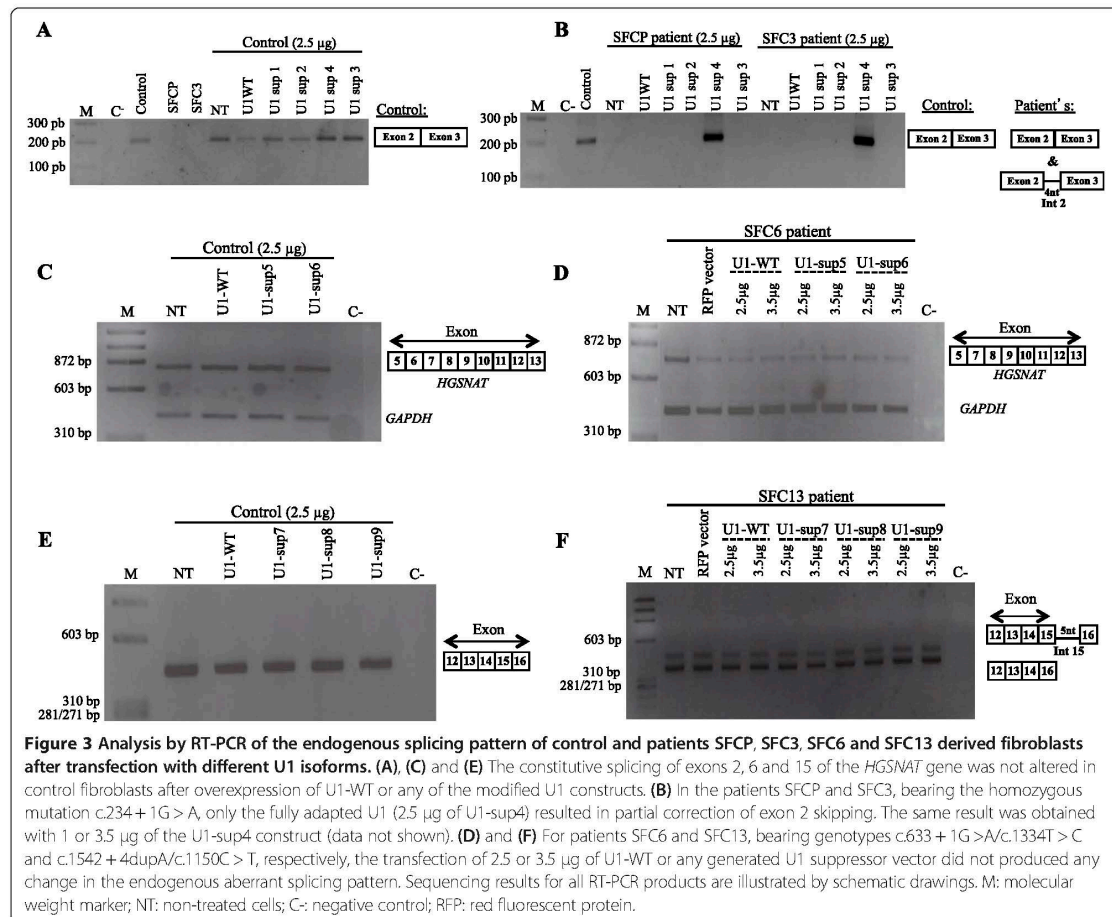 A
Control (2.5 µg)
M
C-
Control
SFCP
SFC3
NT
U1WT
U1 sup 1
U1 sup 2
U1 sup 4
U1 sup 3
300 pb
200 pb
100 pb
Control:
Exon 2 Exon 3
B
SFCP patient (2.5 µg) SFC3 patient (2.5 µg)
M
C-
Control
NT
U1WT
U1 sup 1
U1 sup 2
U1 sup 4
U1 sup 3
NT
U1WT
U1 sup 1
U1 sup 2
U1 sup 4
U1 sup 3
300 pb
200 pb
100 pb
Control:
Exon 2 Exon 3
Patient's:
Exon 2 Exon 3
&
Exon 2 Exon 3
4nt
Int 2
C
Control (2.5 µg)
M
NT
U1-WT
U1-sup5
U1-sup6
C-
872 bp
603 bp
310 bp
Exon
5 6 7 8 9 10 11 12 13
HGSNAT
GAPDH
D
SFC6 patient
U1-WT U1-sup5 U1-sup6
M
NT
RFP vector
2.5µg
3.5µg
2.5µg
3.5µg
2.5µg
3.5µg
C-
872 bp
603 bp
310 bp
Exon
5 7 8 9 10 11 12 13
HGSNAT
GAPDH
E
Control (2.5 µg)
M
NT
U1-WT
U1-sup7
U1-sup8
U1-sup9
C-
603 bp
310 bp
281/271 bp
Exon
12 13 14 15 16
F
SFC13 patient
U1-WT U1-sup7 U1-sup8 U1-sup9
M
NT
RFP vector
2.5µg
3.5µg
2.5µg
3.5µg
2.5µg
3.5µg
2.5µg
3.5µg
C-
603 bp
310 bp
281/271 bp
Exon
12 13 14 15 5nt 16
Int 15
12 13 14 16
Figure 3 Analysis by RT-PCR of the endogenous splicing pattern of control and patients SFCP, SFC3, SFC6 and SFC13 derived fibroblasts
after transfection with different U1 isoforms. (A), (C) and (E) The constitutive splicing of exons 2, 6 and 15 of the HGSNAT gene was not altered in
control fibroblasts after overexpression of U1-WT or any of the modified U1 constructs. (B) In the patients SFCP and SFC3, bearing the homozygous
mutation c.234 + 1G > A, only the fully adapted U1 (2.5 µg of U1-sup4) resulted in partial correction of exon 2 skipping. The same result was obtained
with 1 or 3.5 µg of the U1-sup4 construct (data not shown). (D) and (F) For patients SFC6 and SFC13, bearing genotypes c.633 + 1G >A/c.1334T > C
and c.1542 + 4dupA/c.1150C > T, respectively, the transfection of 2.5 or 3.5 µg of U1-WT or any generated U1 suppressor vector did not produced any
change in the endogenous aberrant splicing pattern. Sequencing results for all RT-PCR products are illustrated by schematic drawings. M: molecular
weight marker; NT: non-treated cells; C-: negative control; RFP: red fluorescent protein.